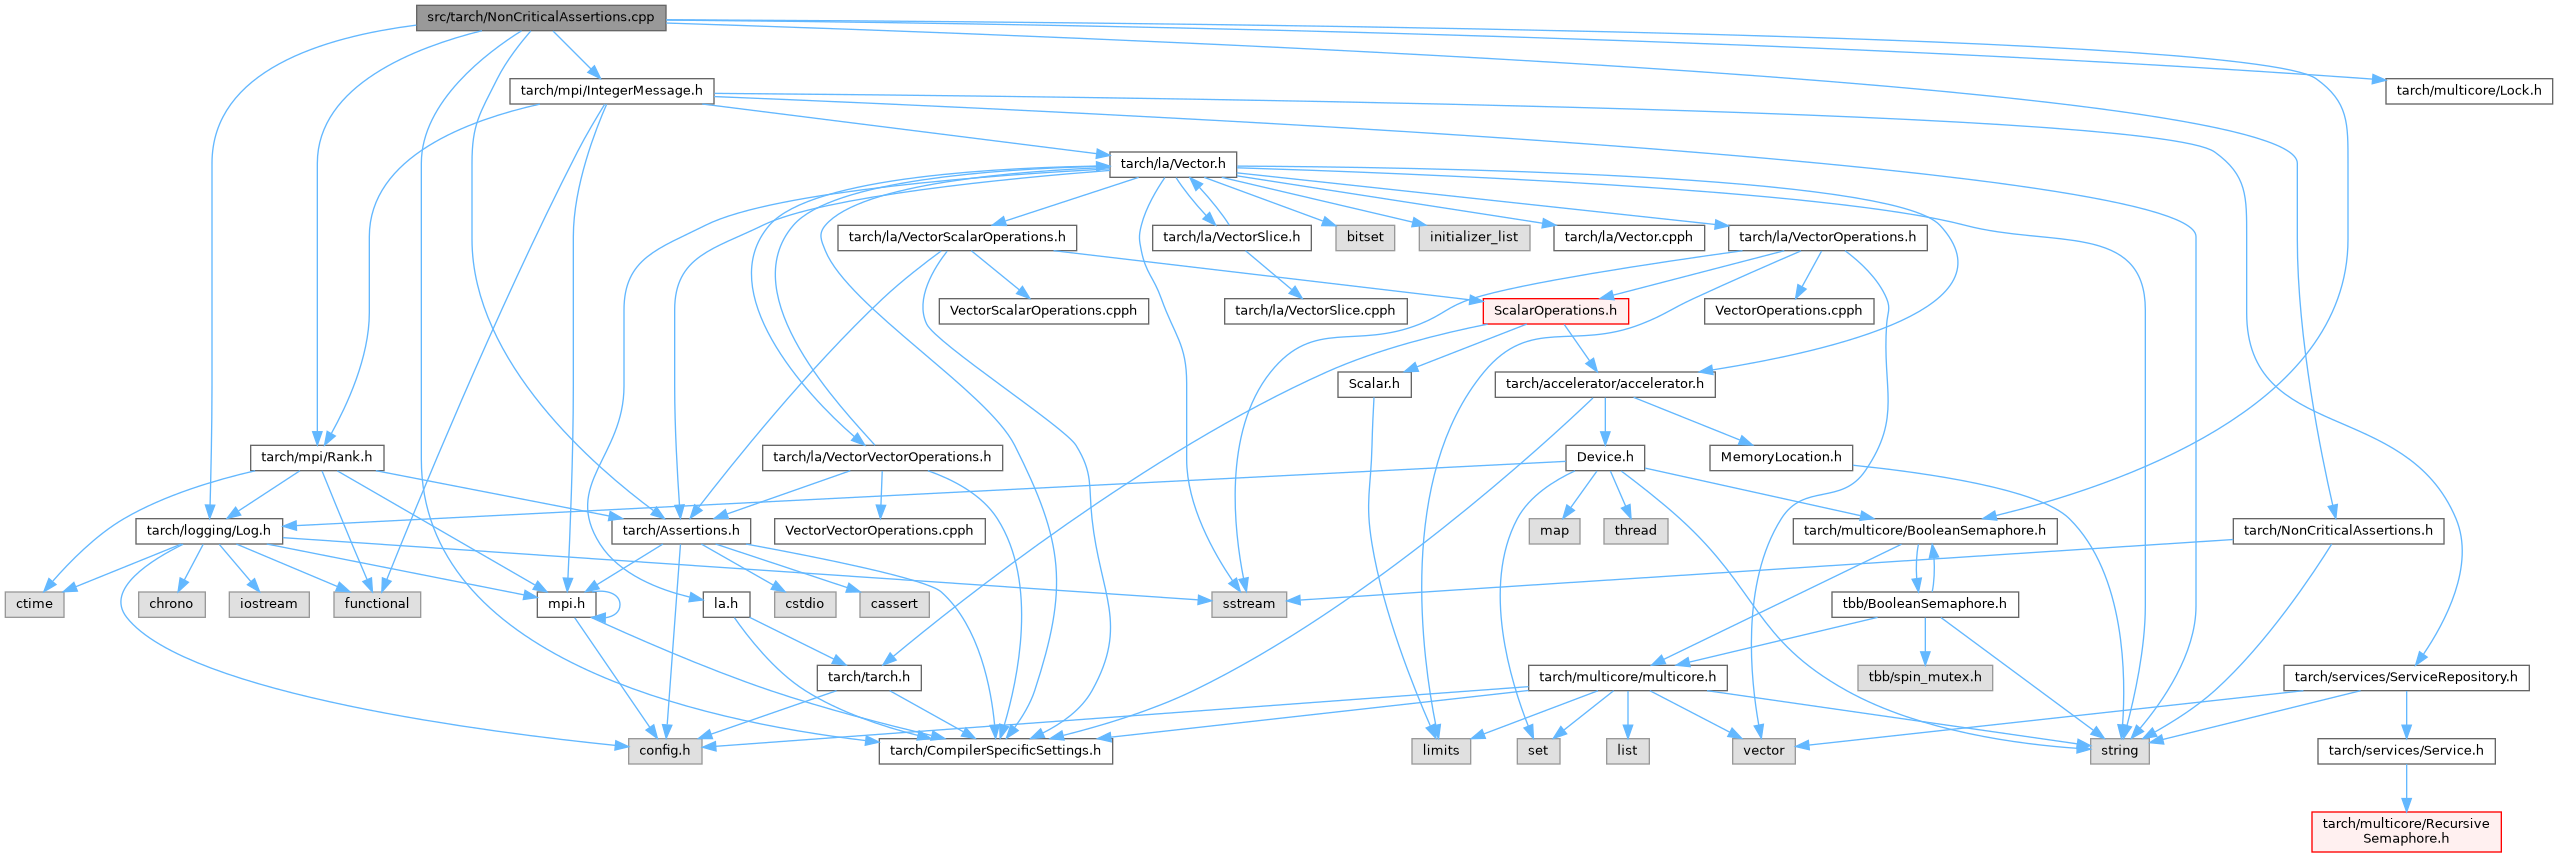 src/tarch/NonCriticalAssertions.cpp
tarch/mpi/IntegerMessage.h
tarch/multicore/Lock.h
tarch/la/Vector.h
tarch/la/VectorScalarOperations.h
tarch/la/VectorSlice.h
bitset
initializer_list
tarch/la/Vector.cpph
tarch/la/VectorOperations.h
VectorScalarOperations.cpph
tarch/la/VectorSlice.cpph
ScalarOperations.h
VectorOperations.cpph
Scalar.h
tarch/accelerator/accelerator.h
tarch/mpi/Rank.h
tarch/la/VectorVectorOperations.h
Device.h
MemoryLocation.h
tarch/logging/Log.h
tarch/Assertions.h
VectorVectorOperations.cpph
map
thread
tarch/multicore/BooleanSemaphore.h
tarch/NonCriticalAssertions.h
ctime
chrono
iostream
functional
mpi.h
la.h
cstdio
cassert
sstream
tbb/BooleanSemaphore.h
tarch/tarch.h
tarch/multicore/multicore.h
tbb/spin_mutex.h
tarch/services/ServiceRepository.h
config.h
tarch/CompilerSpecificSettings.h
limits
set
list
vector
string
tarch/services/Service.h
tarch/multicore/Recursive
Semaphore.h